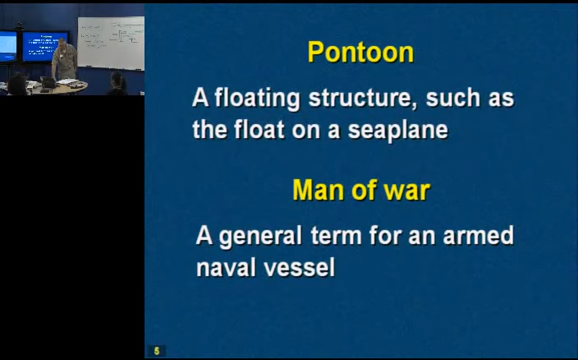 Pontoon
A floating structure, such as
the float on a seaplane
Man of war
A general term for an armed
naval vessel
5